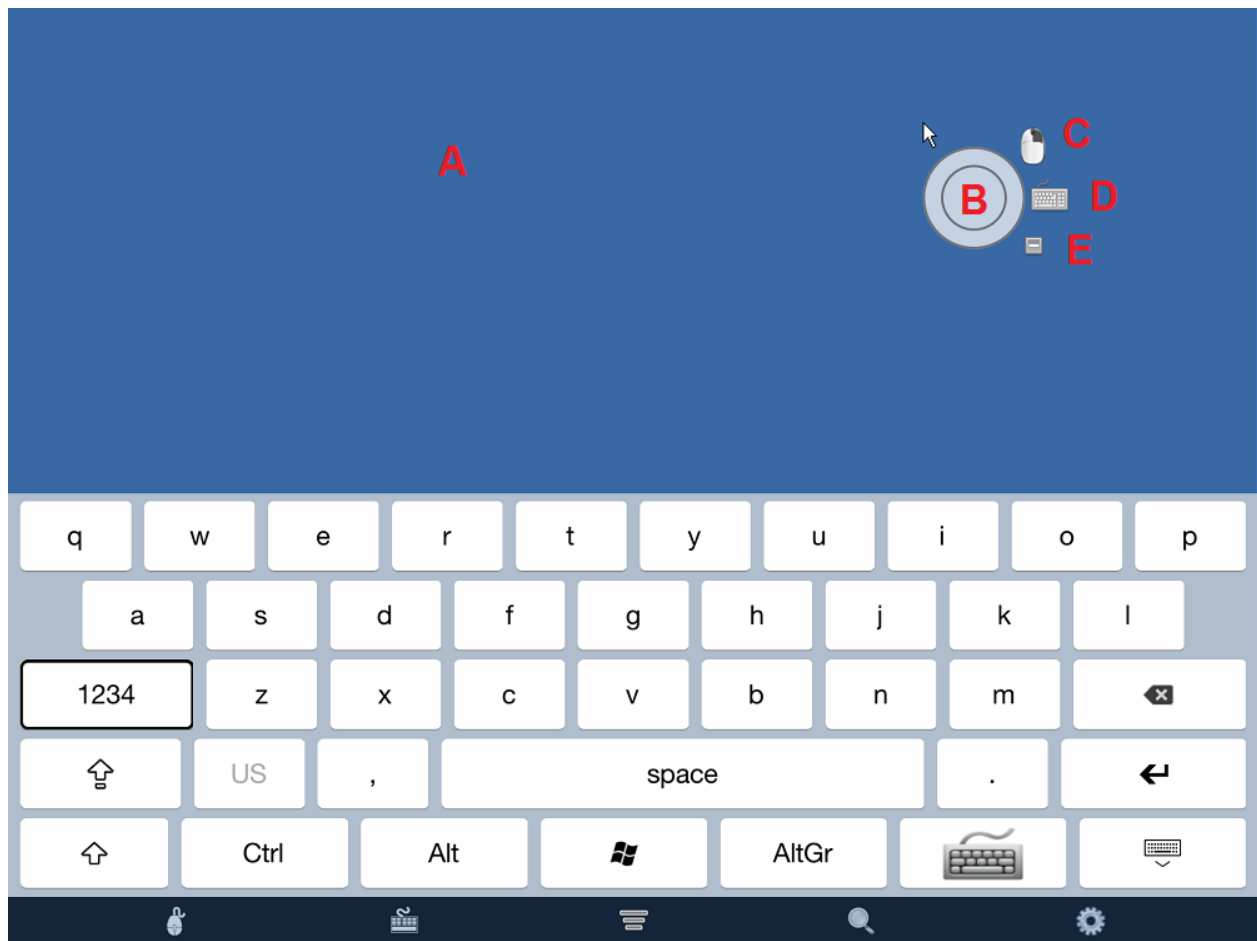 C
A
B
D
E
q w e r t y u i o p
a s d f g h j k l
1234 z x c v b n m
US , space .
Ctrl Alt AltGr